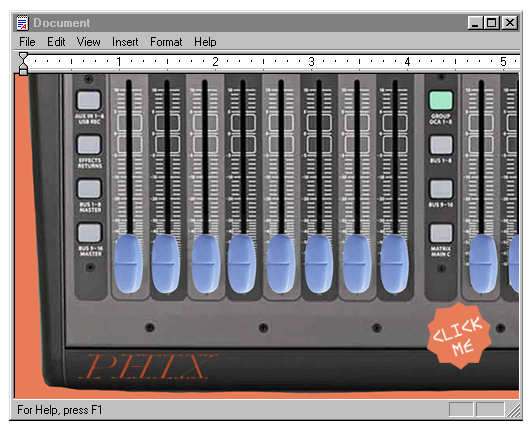 Document
File Edit View Insert Format Help
1 2 3 4 5
AUX IN 1-6
USB REC
EFFECTS
RETURNS
BUS 1-8
MASTER
BUS 9-16
MASTER
GROUP
DCA 1-8
BUS 1-8
BUS 9-16
MATRIX
MAIN C
CLICK
ME
PHIX
For Help, press F1